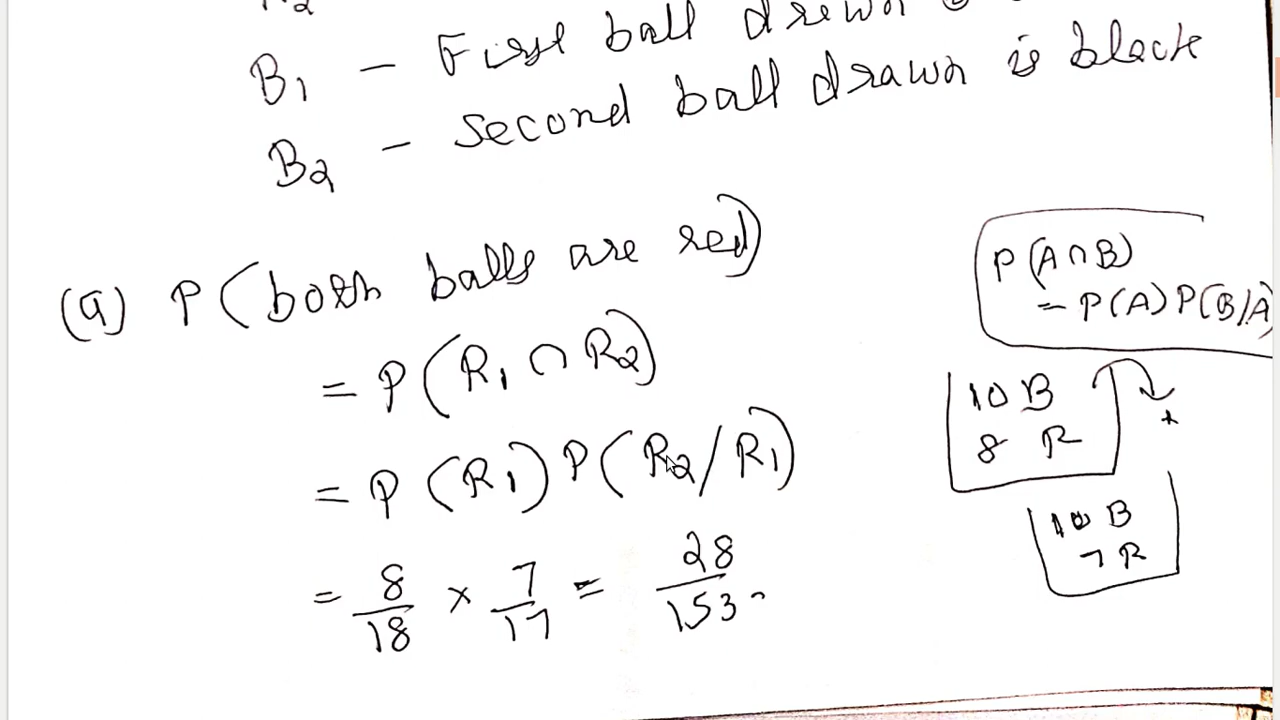 B₁ – First ball drawn
B₂ – Second ball drawn is black
(a) P(both balls are red)
= P(R₁ ∩ R₂)
= P(R₁) P(R₂/R₁)
= 8/18 × 7/17 = 28/153
P(A∩B)
= P(A) P(B/A)
10 B
8 R
10 B
7 R